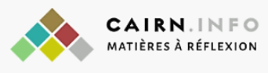 CAIRN.INFO
MATIÈRES À RÉFLEXION